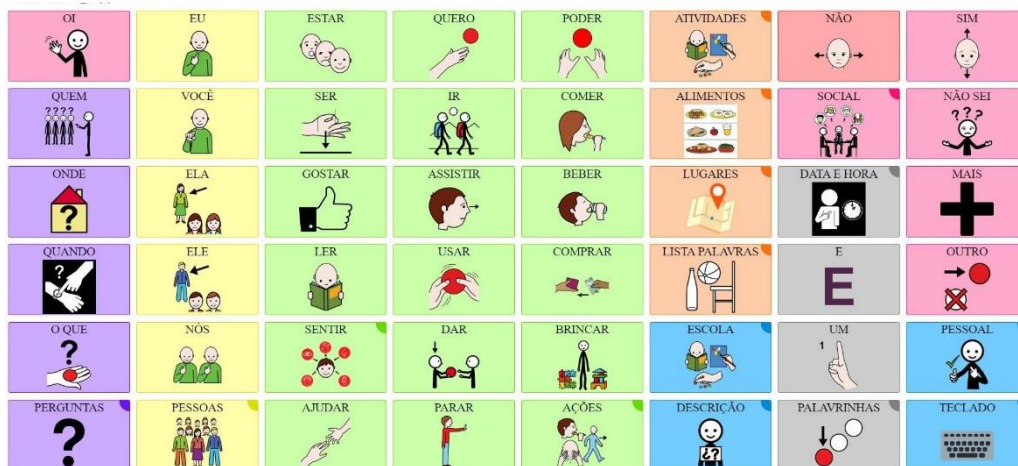 OI EU ESTAR QUERO PODER ATIVIDADES NÃO SIM
QUEM VOCÊ SER IR COMER ALIMENTOS SOCIAL NÃO SEI
???? ???
ONDE ELA GOSTAR ASSISTIR BEBER LUGARES DATA E HORA MAIS
?
QUANDO ELE LER USAR COMPRAR LISTA PALAVRAS E OUTRO
? E
O QUE NÓS SENTIR DAR BRINCAR ESCOLA UM PESSOAL
? 1
PERGUNTAS PESSOAS AJUDAR PARAR AÇÕES DESCRIÇÃO PALAVRINHAS TECLADO
? ¿?